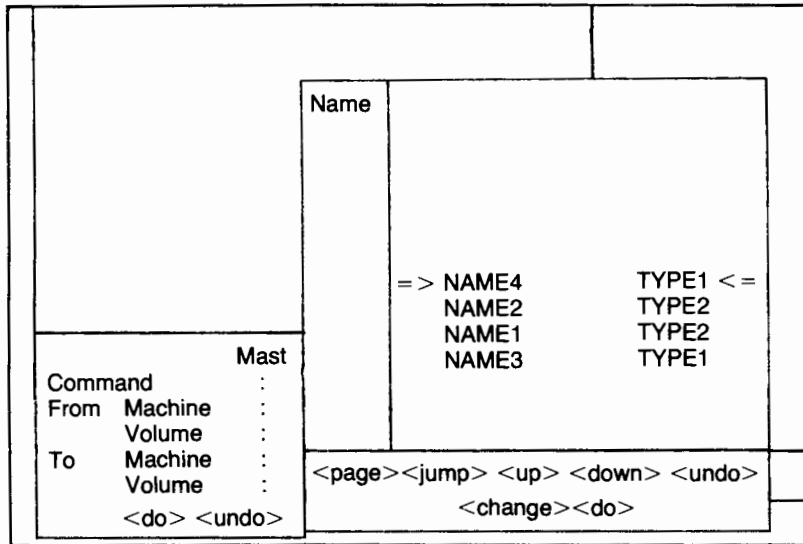 Name
=> NAME4 TYPE1 <=
NAME2 TYPE2
NAME1 TYPE2
NAME3 TYPE1
<page><jump> <up> <down> <undo>
<change><do>
Mast
Command :
From Machine :
Volume :
To Machine :
Volume :
<do> <undo>